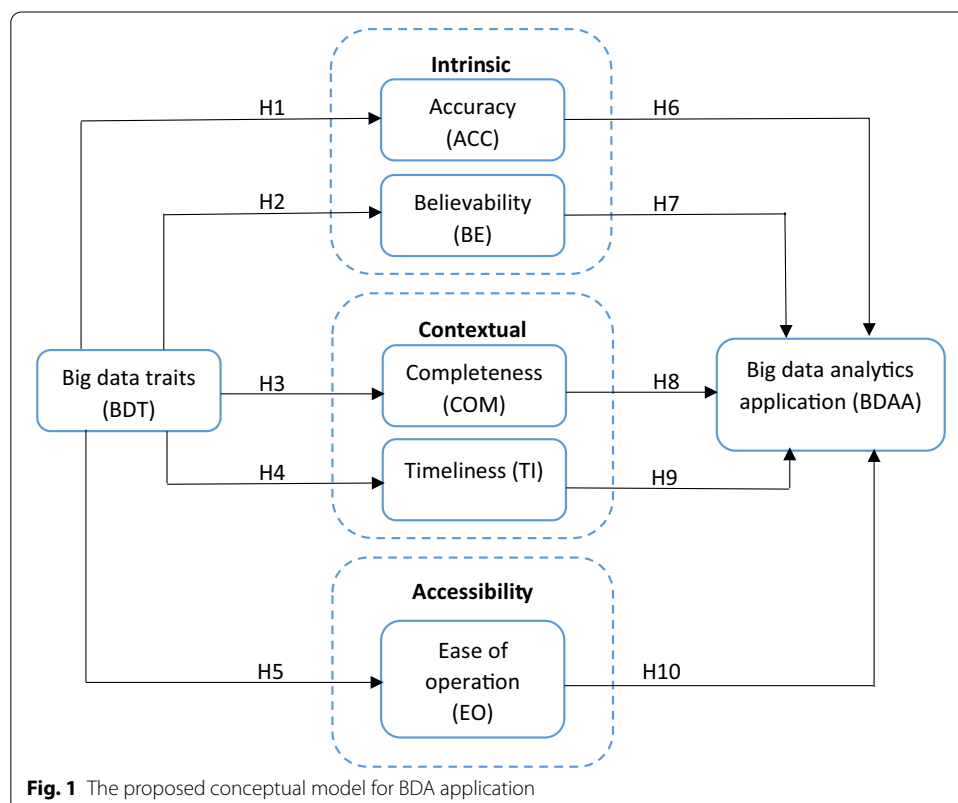 Intrinsic
H1
Accuracy
(ACC)
H6
H2
Believability
(BE)
H7
Contextual
Big data traits
(BDT)
H3
Completeness
(COM)
H8
Big data analytics
application (BDAA)
H4
Timeliness (TI)
H9
Accessibility
H5
Ease of
operation
(EO)
H10
Fig. 1 The proposed conceptual model for BDA application